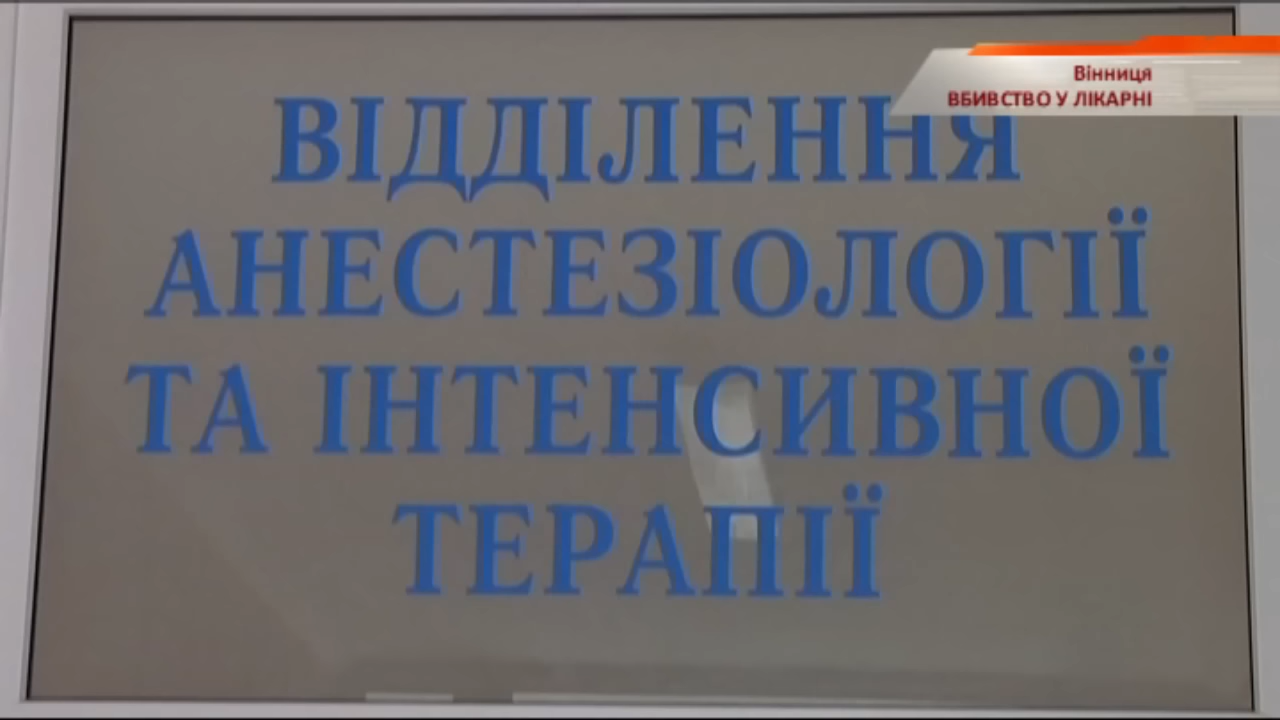 Вінниця
ВБИВСТВО У ЛІКАРНІ
ВІДДІЛЕННЯ
АНЕСТЕЗІОЛОГІЇ
ТА ІНТЕНСИВНОЇ
ТЕРАПІЇ